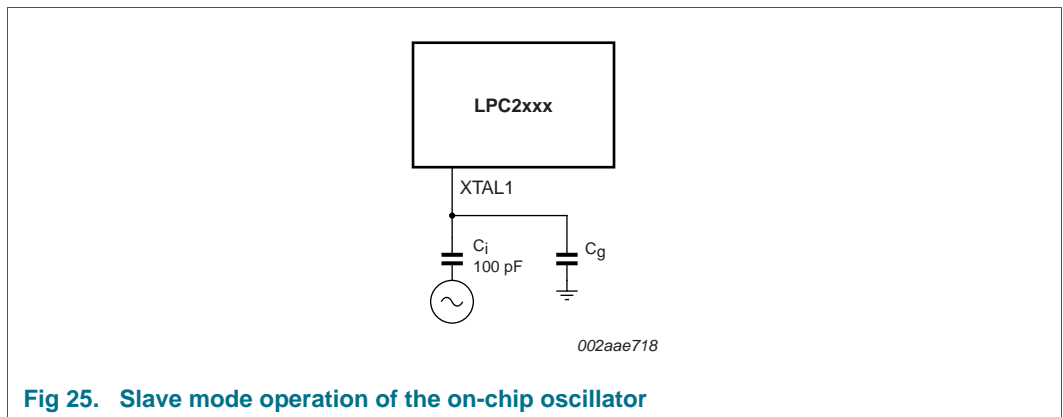 LPC2xxx
XTAL1
Ci
100 pF
Cg
002aae718
Fig 25. Slave mode operation of the on-chip oscillator